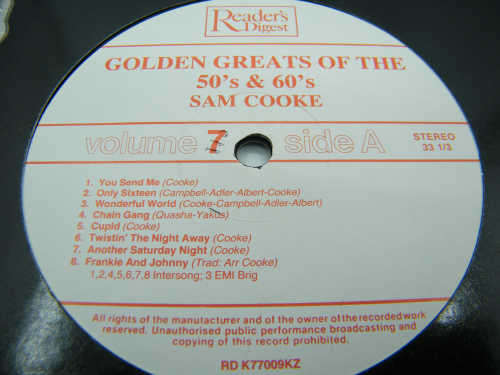 Reader's
Digest
GOLDEN GREATS OF THE
50's & 60's
SAM COOKE
volume 7 side A
STEREO
33 1/3
1. You Send Me (Cooke)
2. Only Sixteen (Campbell-Adler-Albert-Cooke)
3. Wonderful World (Cooke-Campbell-Adler-Albert)
4. Chain Gang (Quasha-Yakus)
5. Cupid (Cooke)
6. Twistin' The Night Away (Cooke)
7. Another Saturday Night (Cooke)
8. Frankie And Johnny (Trad: Arr Cooke)
1,2,4,5,6,7,8 Intersong; 3 EMI Brig
All rights of the manufacturer and of the owner of the recorded work
reserved. Unauthorised public performance broadcasting and
copying of this record prohibited.
RD K77009KZ